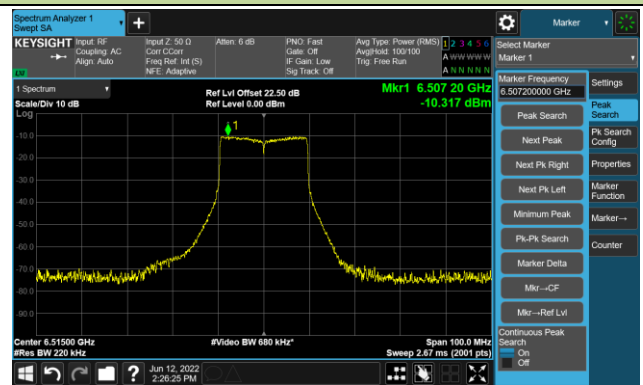 Spectrum Analyzer 1
Swept SA
Marker
KEYSIGHT
Input: RF
Coupling: AC
Align: Auto
Input Z: 50 Ω
Corr CCorr
Freq Ref: Int (S)
NFE: Adaptive
Atten: 6 dB
PNO: Fast
Gate: Off
IF Gain: Low
Sig Track: Off
Avg Type: Power (RMS)
Avg|Hold: 100/100
Trig: Free Run
1 2 3 4 5 6
A W W W W W
A N N N N N
LXI
Select Marker
Marker 1
1 Spectrum
Scale/Div 10 dB
Ref Lvl Offset 22.50 dB
Ref Level 0.00 dBm
Mkr1 6.507 20 GHz
-10.317 dBm
Log
1
-10.0
-20.0
-30.0
-40.0
-50.0
-60.0
-70.0
-80.0
-90.0
Center 6.51500 GHz
#Res BW 220 kHz
#Video BW 680 kHz*
Span 100.0 MHz
Sweep 2.67 ms (2001 pts)
Marker Frequency
6.507200000 GHz
Peak Search
Next Peak
Next Pk Right
Next Pk Left
Minimum Peak
Pk-Pk Search
Marker Delta
Mkr→CF
Mkr→Ref Lvl
Continuous Peak
Search
On
Off
Settings
Peak
Search
Pk Search
Config
Properties
Marker
Function
Marker→
Counter
?
Jun 12, 2022
2:26:25 PM